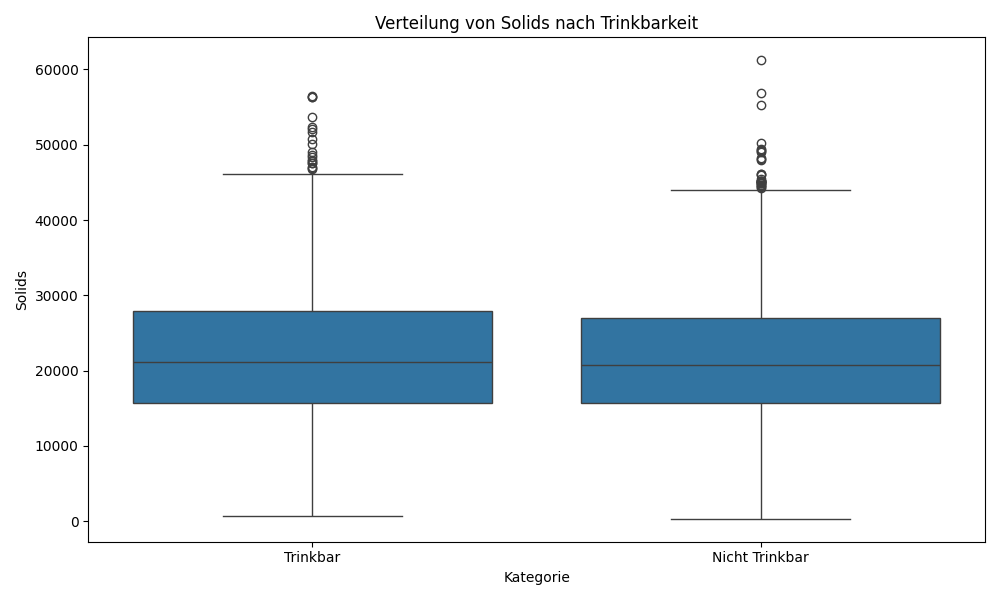 Verteilung von Solids nach Trinkbarkeit
60000
50000
40000
30000
20000
10000
0
Solids
Trinkbar
Nicht Trinkbar
Kategorie